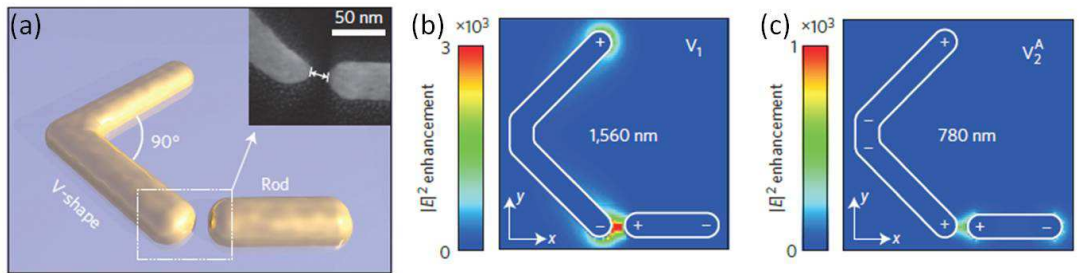 (a)
50 nm
90°
V-shape
Rod
(b)
×10³
3
|E|² enhancement
0
V₁
+
1,560 nm
y
x
− + −
(c)
×10³
1
|E|² enhancement
0
V₂ᴬ
+
−
−
780 nm
y
x
+ + −